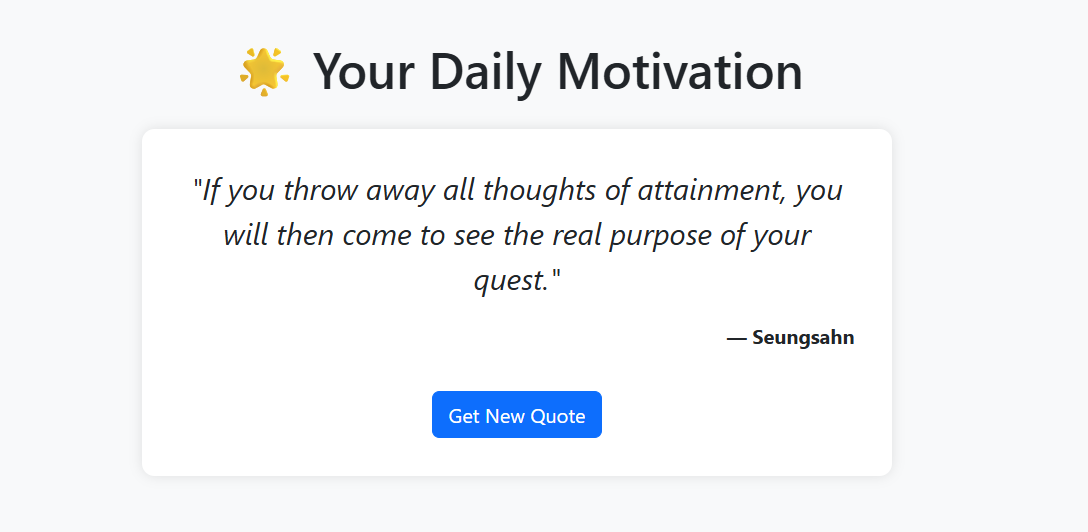 🌟 Your Daily Motivation
"If you throw away all thoughts of attainment, you
will then come to see the real purpose of your
quest."
— Seungsahn
Get New Quote